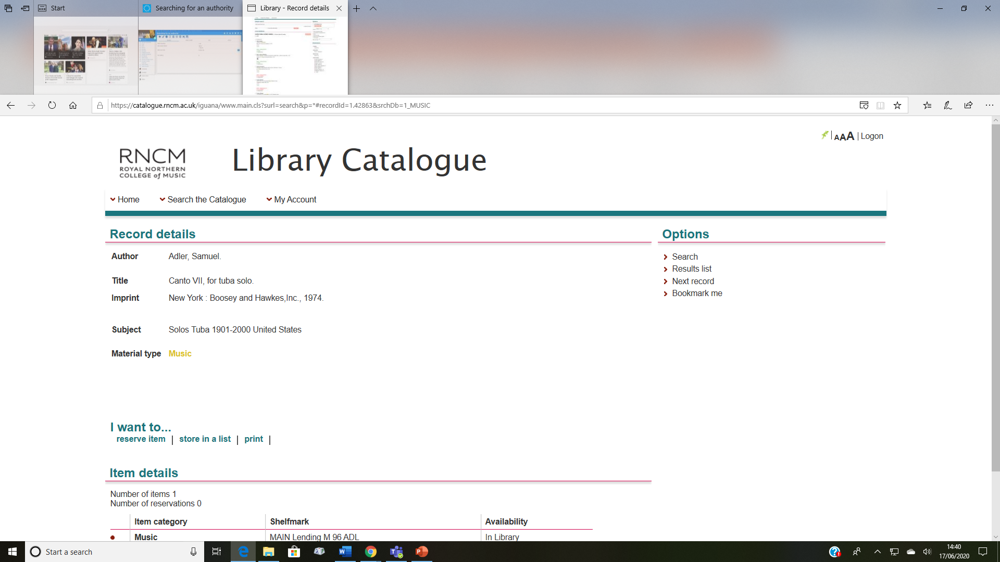 Start
Searching for an authority
Library - Record details
https://catalogue.rncm.ac.uk/iguana/www.main.cls?surl=search&p=*#recordId=1.42863&srchDb=1_MUSIC
AAA | Logon
RNCM
ROYAL NORTHERN
COLLEGE of MUSIC
Library Catalogue
Home
Search the Catalogue
My Account
Record details
Author Adler, Samuel.
Title Canto VII, for tuba solo.
Imprint New York : Boosey and Hawkes,Inc., 1974.
Subject Solos Tuba 1901-2000 United States
Material type Music
Options
Search
Results list
Next record
Bookmark me
I want to...
reserve item | store in a list | print |
Item details
Number of items 1
Number of reservations 0
Item category Shelfmark Availability
Music MAIN Lending M 96 ADL In Library
Start a search
14:40
17/06/2020